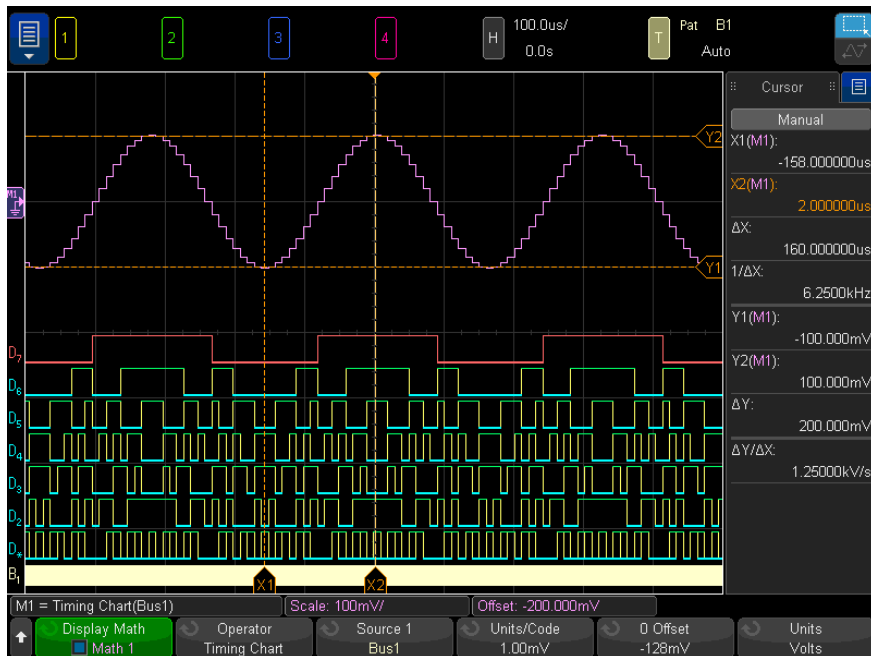 1 2 3 4 H 100.0us/ 0.0s T Pat B1 Auto
Cursor
Manual
X1(M1):
-158.000000us
X2(M1):
2.000000us
ΔX:
160.000000us
1/ΔX:
6.2500kHz
Y1(M1):
-100.000mV
Y2(M1):
100.000mV
ΔY:
200.000mV
ΔY/ΔX:
1.25000kV/s
Y2
M1
Y1
D7
D6
D5
D4
D3
D2
D*
B1
X1 X2
M1 = Timing Chart(Bus1) Scale: 100mV/ Offset: -200.000mV
Display Math Operator Source 1 Units/Code 0 Offset Units
Math 1 Timing Chart Bus1 1.00mV -128mV Volts